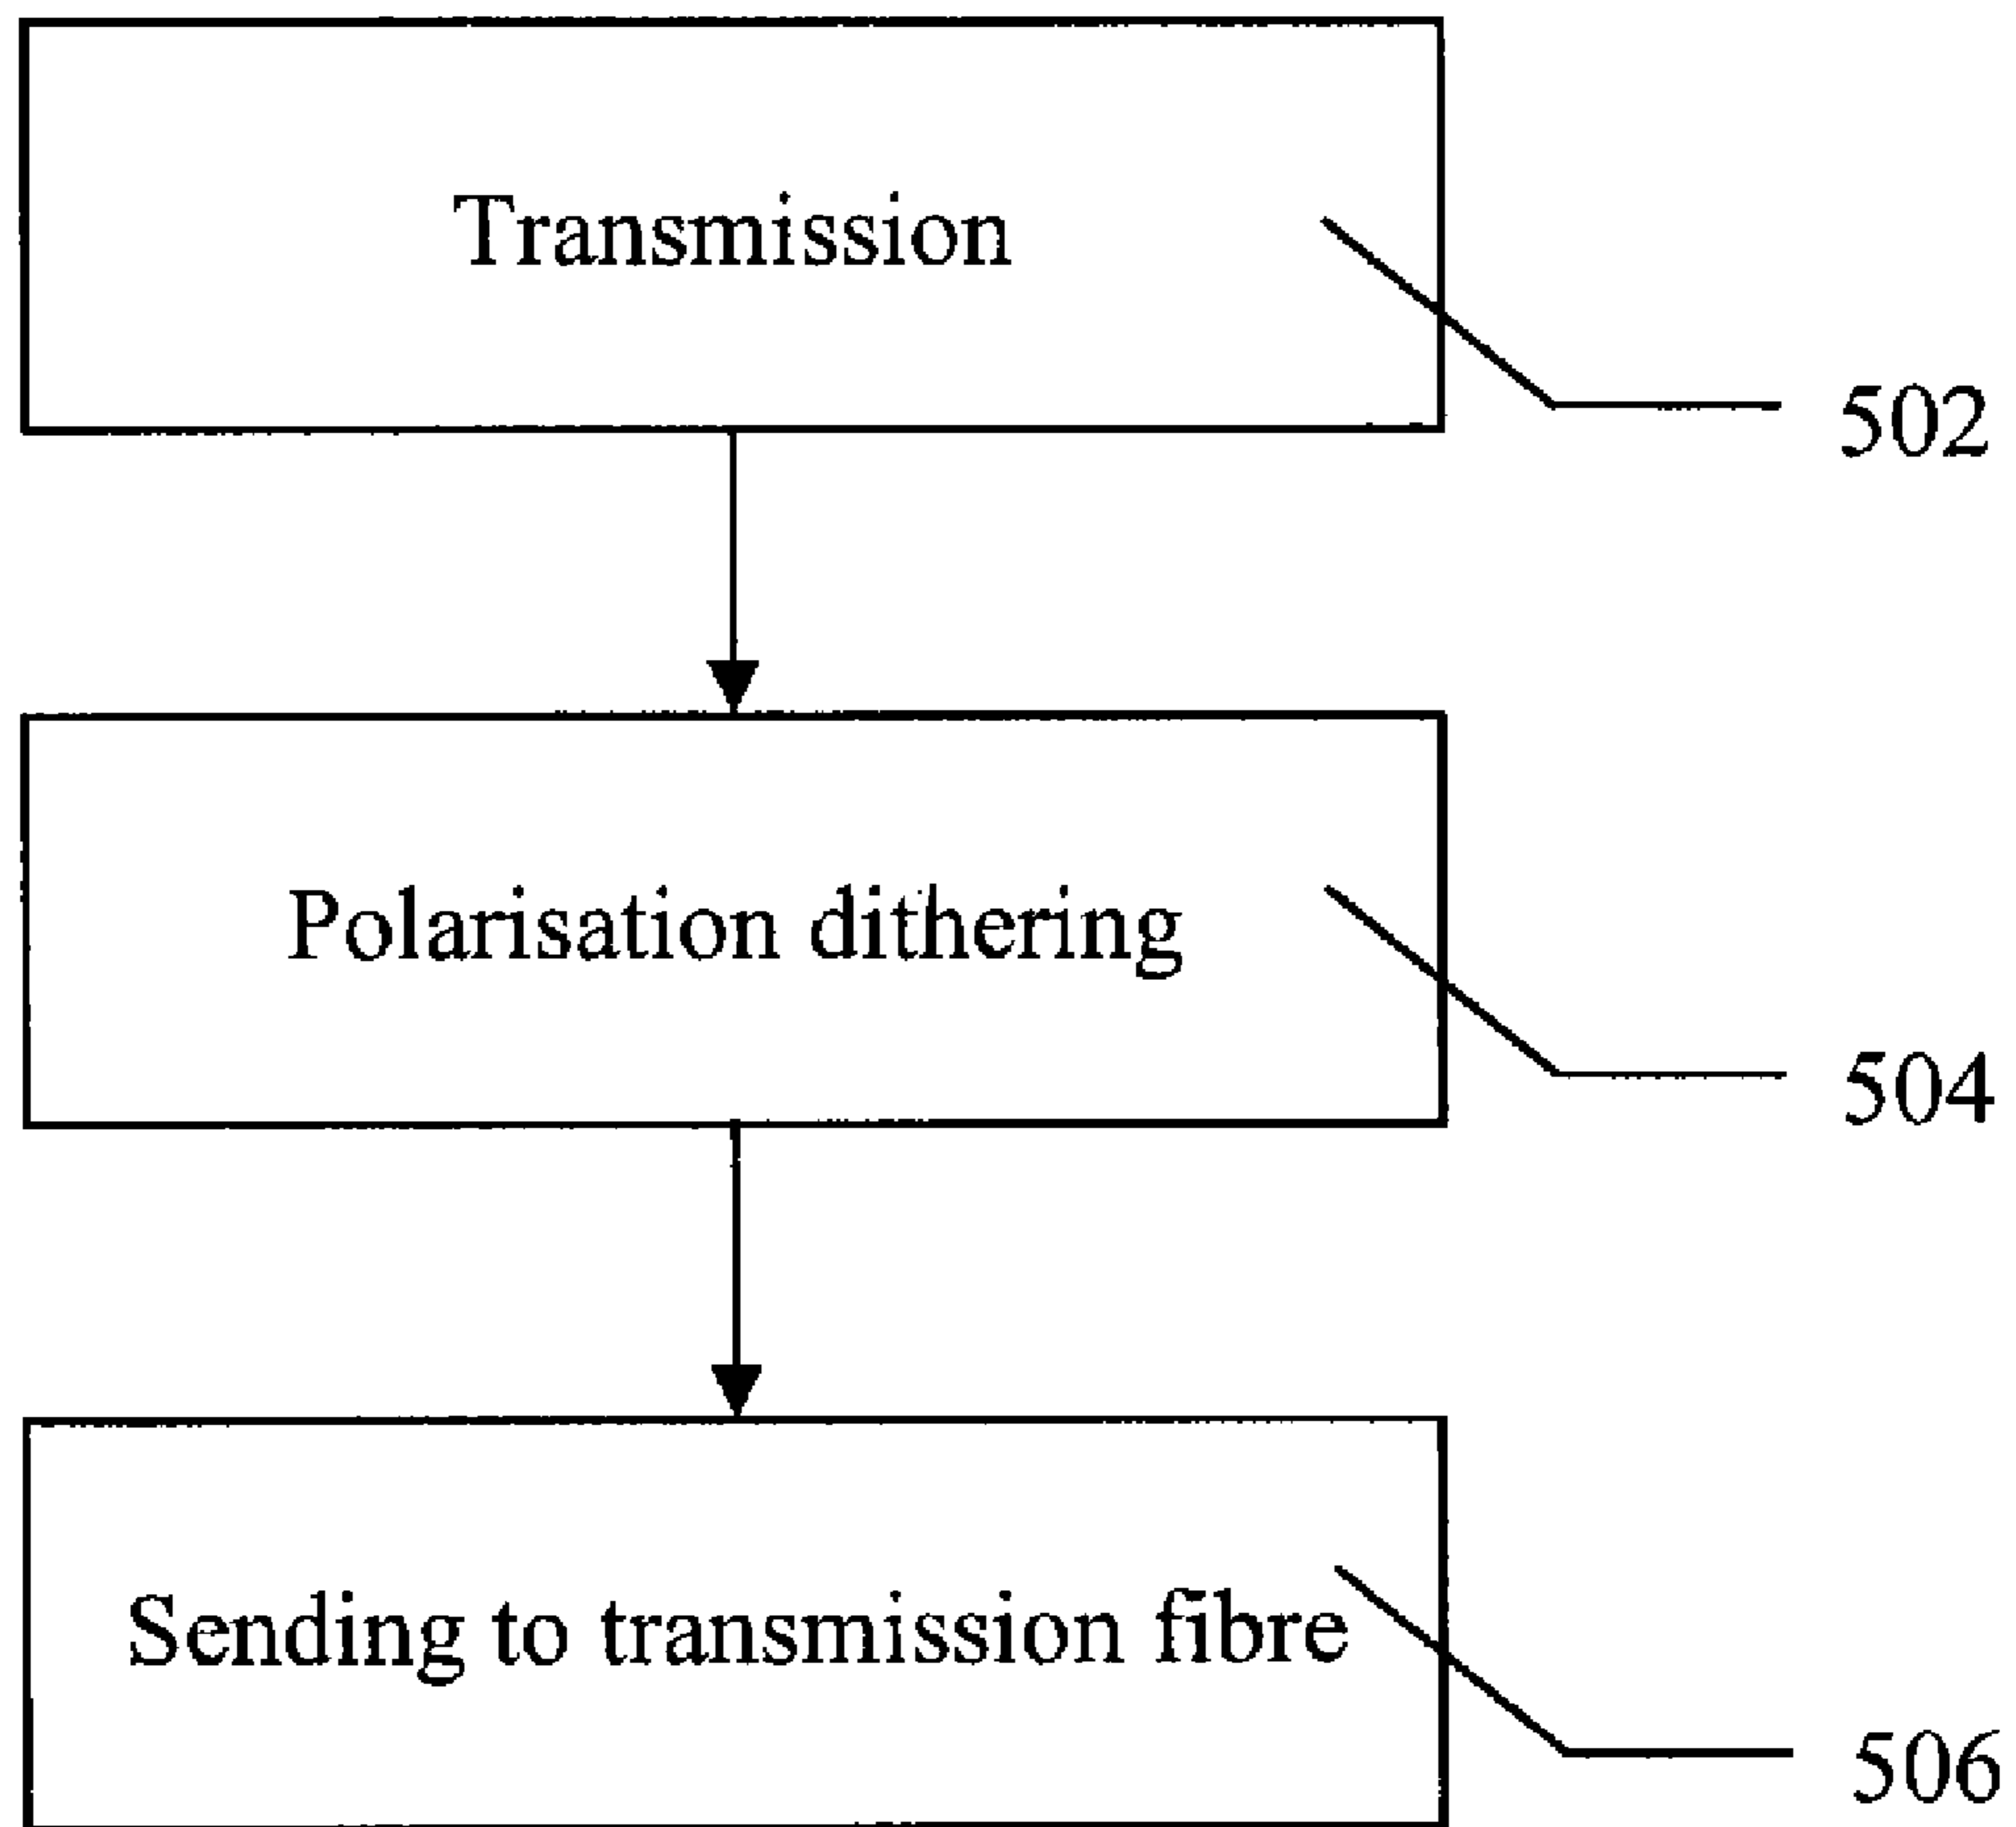 Transmission
502
Polarisation dithering
504
Sending to transmission fibre
506